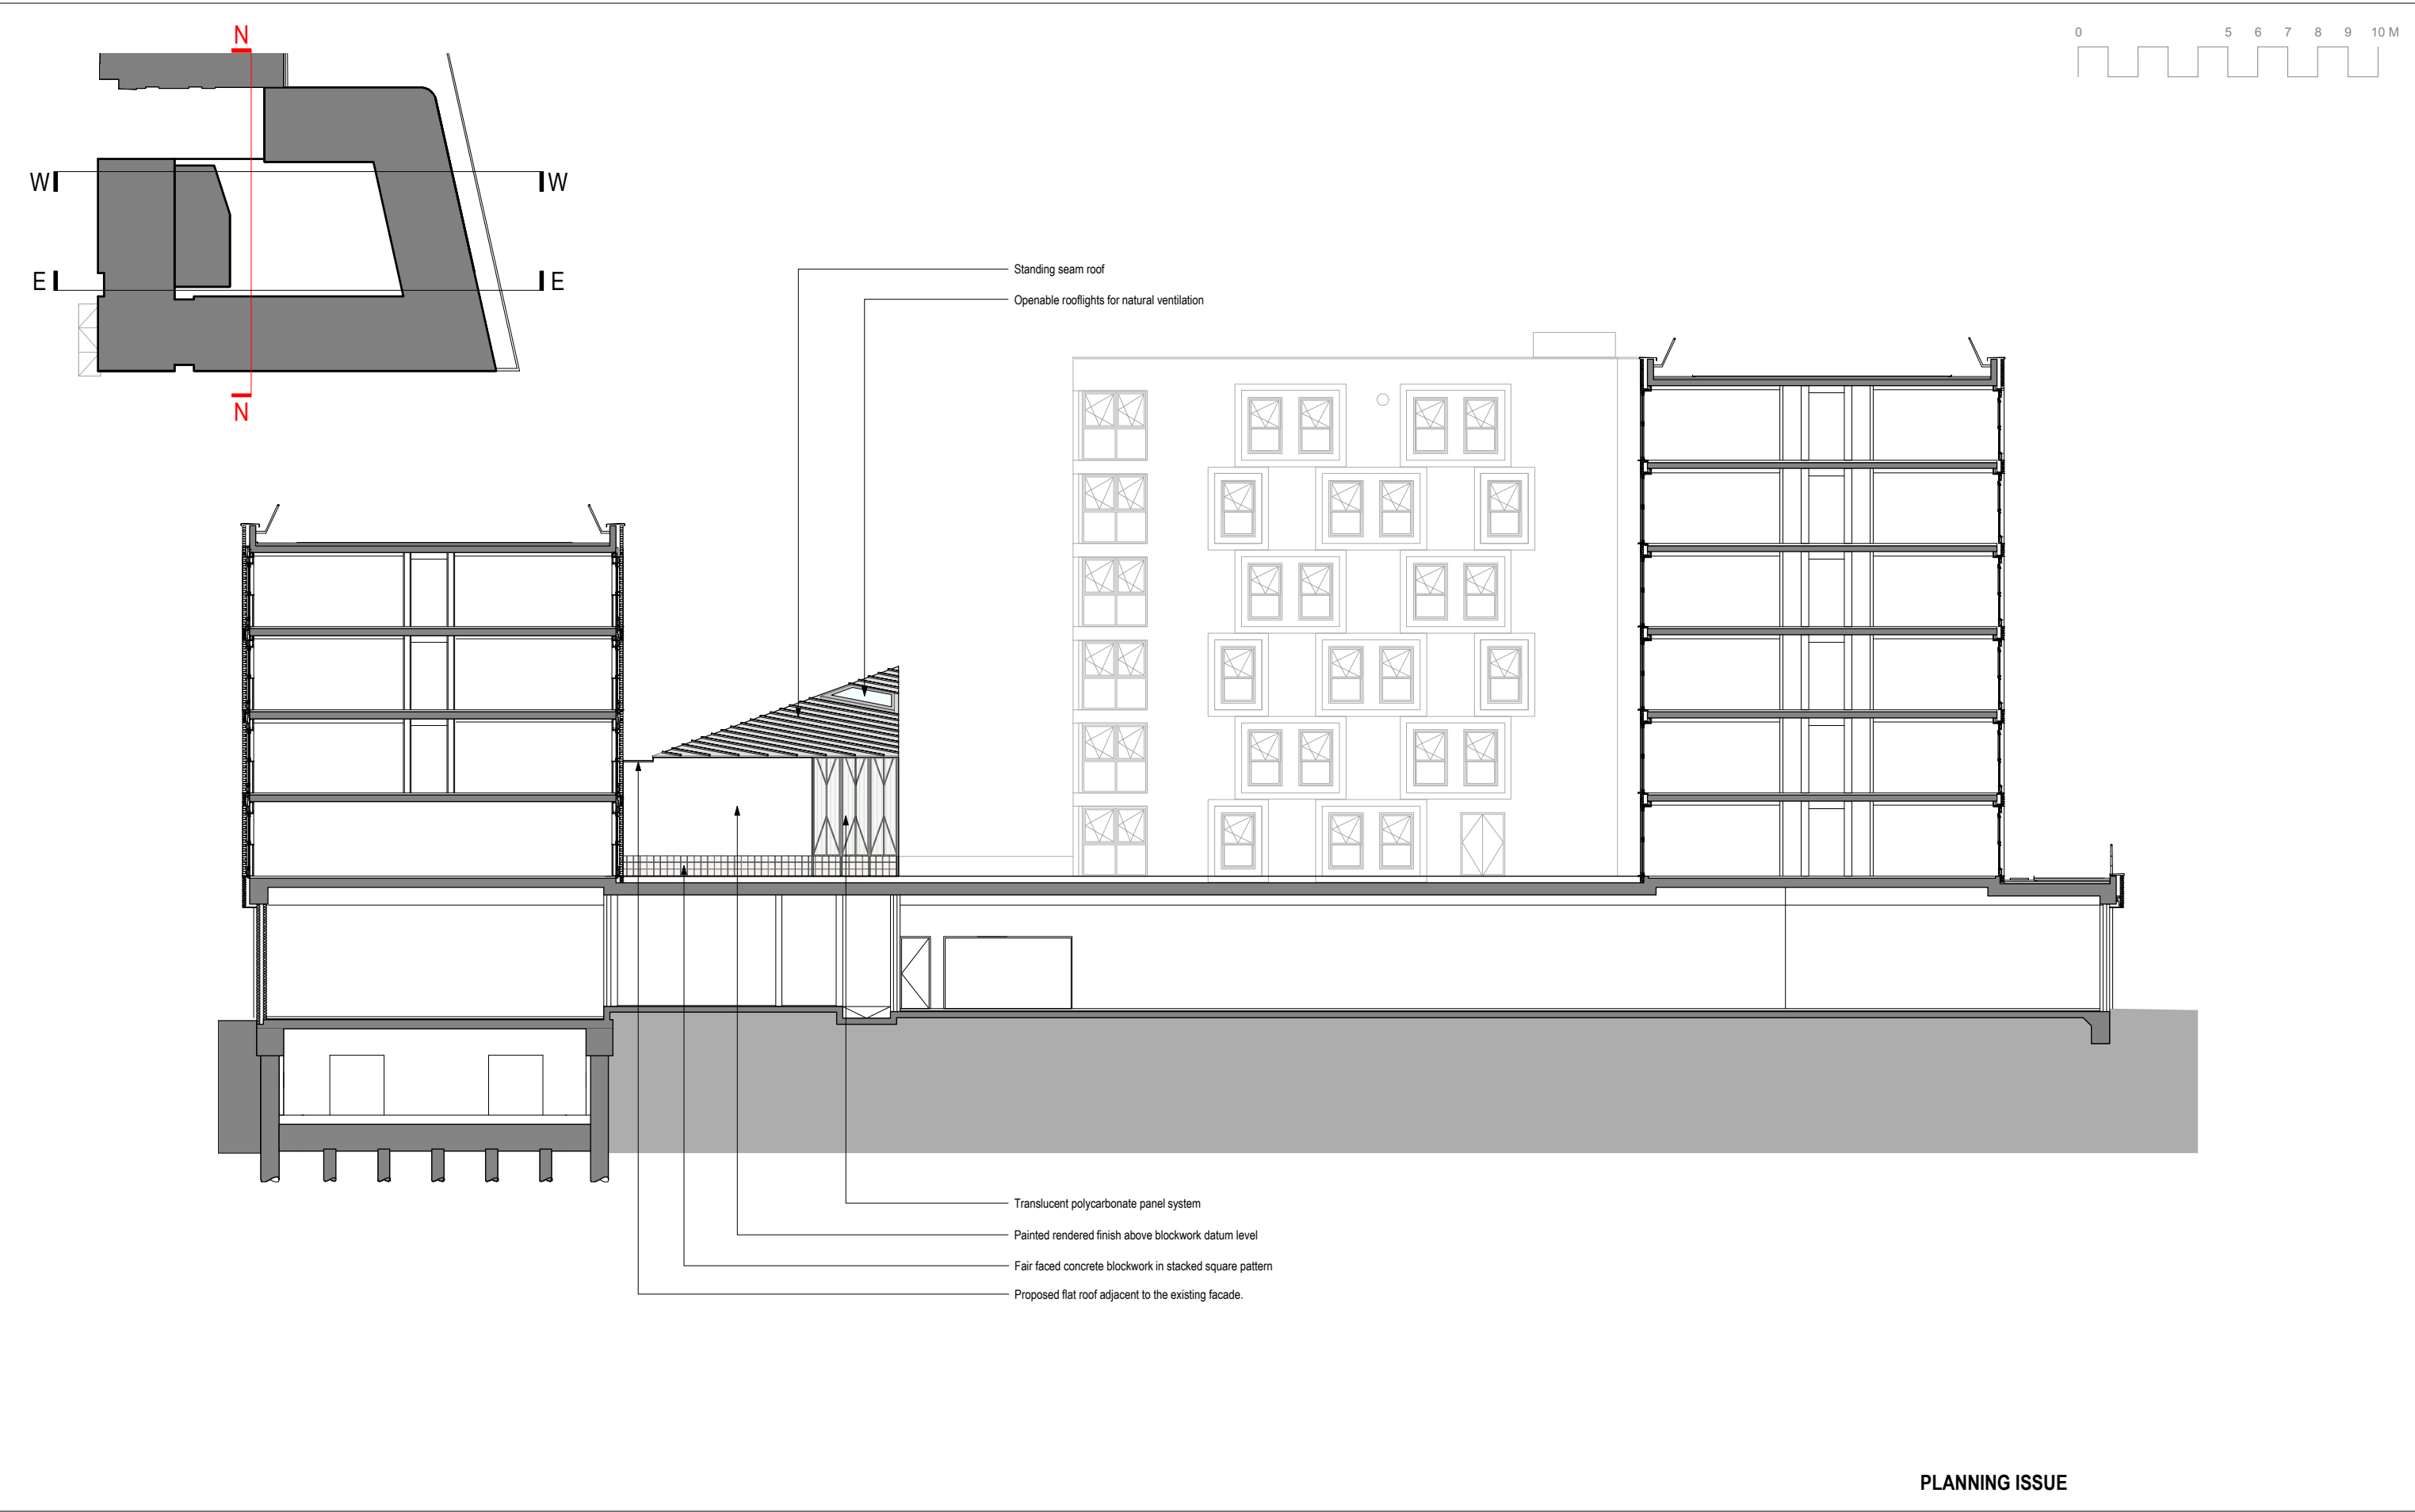 N
0 5 6 7 8 9 10 M
W W
E E
N
Standing seam roof
Openable rooflights for natural ventilation
Translucent polycarbonate panel system
Painted rendered finish above blockwork datum level
Fair faced concrete blockwork in stacked square pattern
Proposed flat roof adjacent to the existing facade.
PLANNING ISSUE